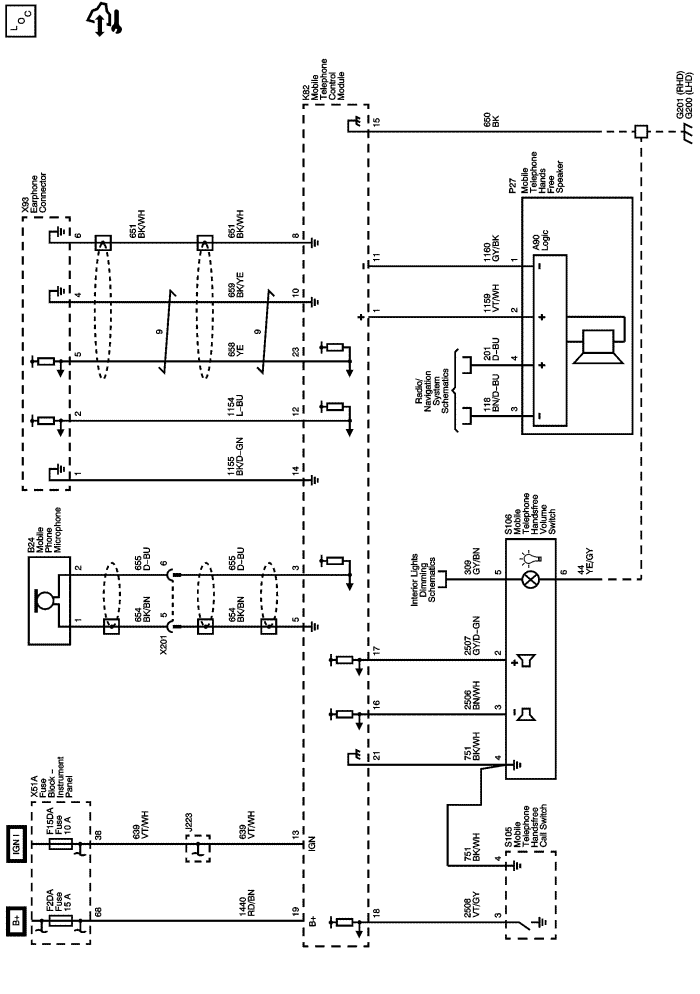 LOC
X93
Earphone
Connector
K82
Mobile
Telephone
Control
Module
6
651
BK/WH
651
BK/WH
8
4
659
BK/YE
10
9
9
5
658
YE
23
2
1154
L-BU
12
1
1155
BK/D-GN
14
15
650
BK
G201 (RHD)
G200 (LHD)
P27
Mobile
Telephone
Hands
Free
Speaker
A90
Logic
11
1160
GY/BK
1
-
-
1
1159
VT/WH
2
+
+
201
D-BU
4
+
118
BN/D-BU
3
-
Radio/
Navigation
System
Schematics
B24
Mobile
Phone
Microphone
2
655
D-BU
6
655
D-BU
3
1
654
BK/BN
5
654
BK/BN
5
X201
S106
Mobile
Telephone
Handsfree
Volume
Switch
Interior Lights
Dimming
Schematics
309
GY/BN
5
6
44
YE/GY
17
2507
GY/D-GN
2
+
16
2506
BN/WH
3
-
21
751
BK/WH
4
X51A
Fuse
Block –
Instrument
Panel
IGN I
F15DA
Fuse
10 A
38
639
VT/WH
J223
639
VT/WH
13
IGN
B+
F2DA
Fuse
15 A
68
1440
RD/BN
19
B+
751
BK/WH
4
S105
Mobile
Telephone
Handsfree
Call Switch
18
2508
VT/GY
3